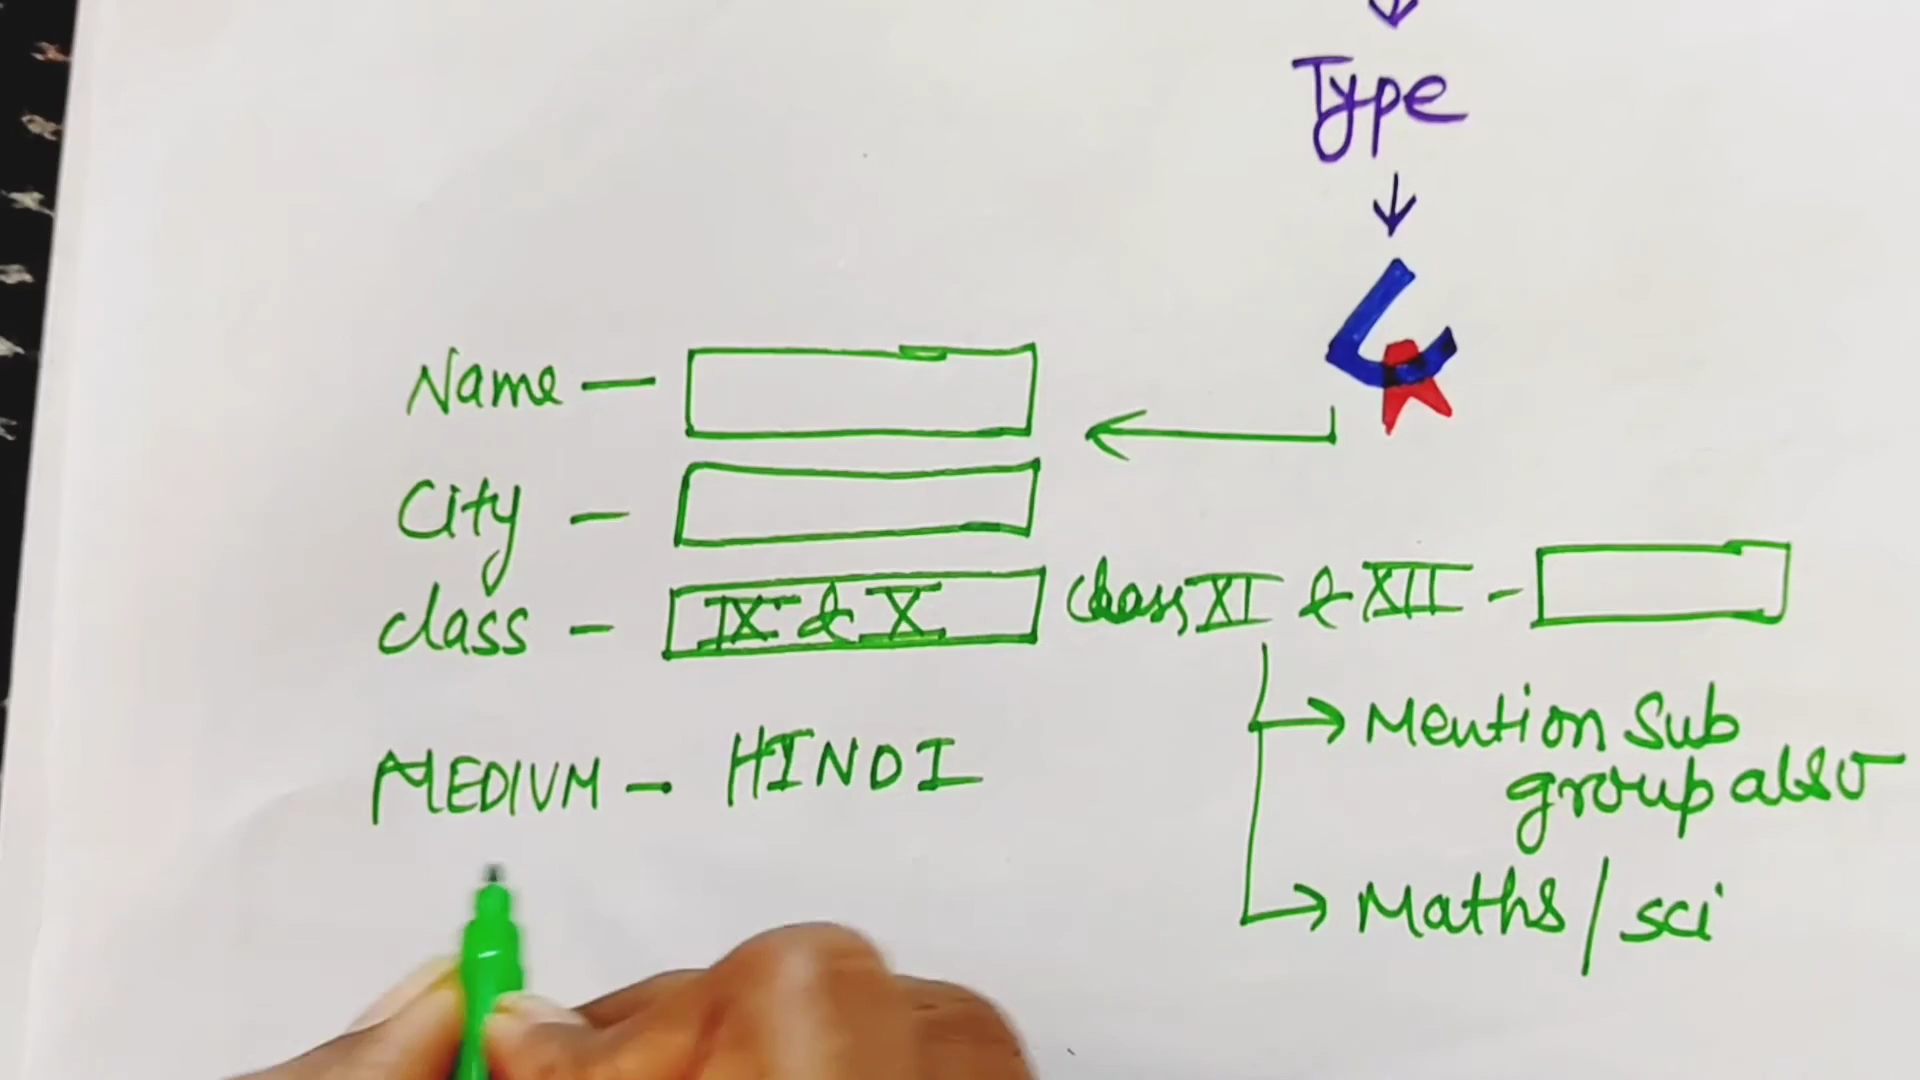 Type
Name —
City —
class — IX & X class XI & XII -
Mention Sub
group also
MEDIUM - HINDI
Maths / sci